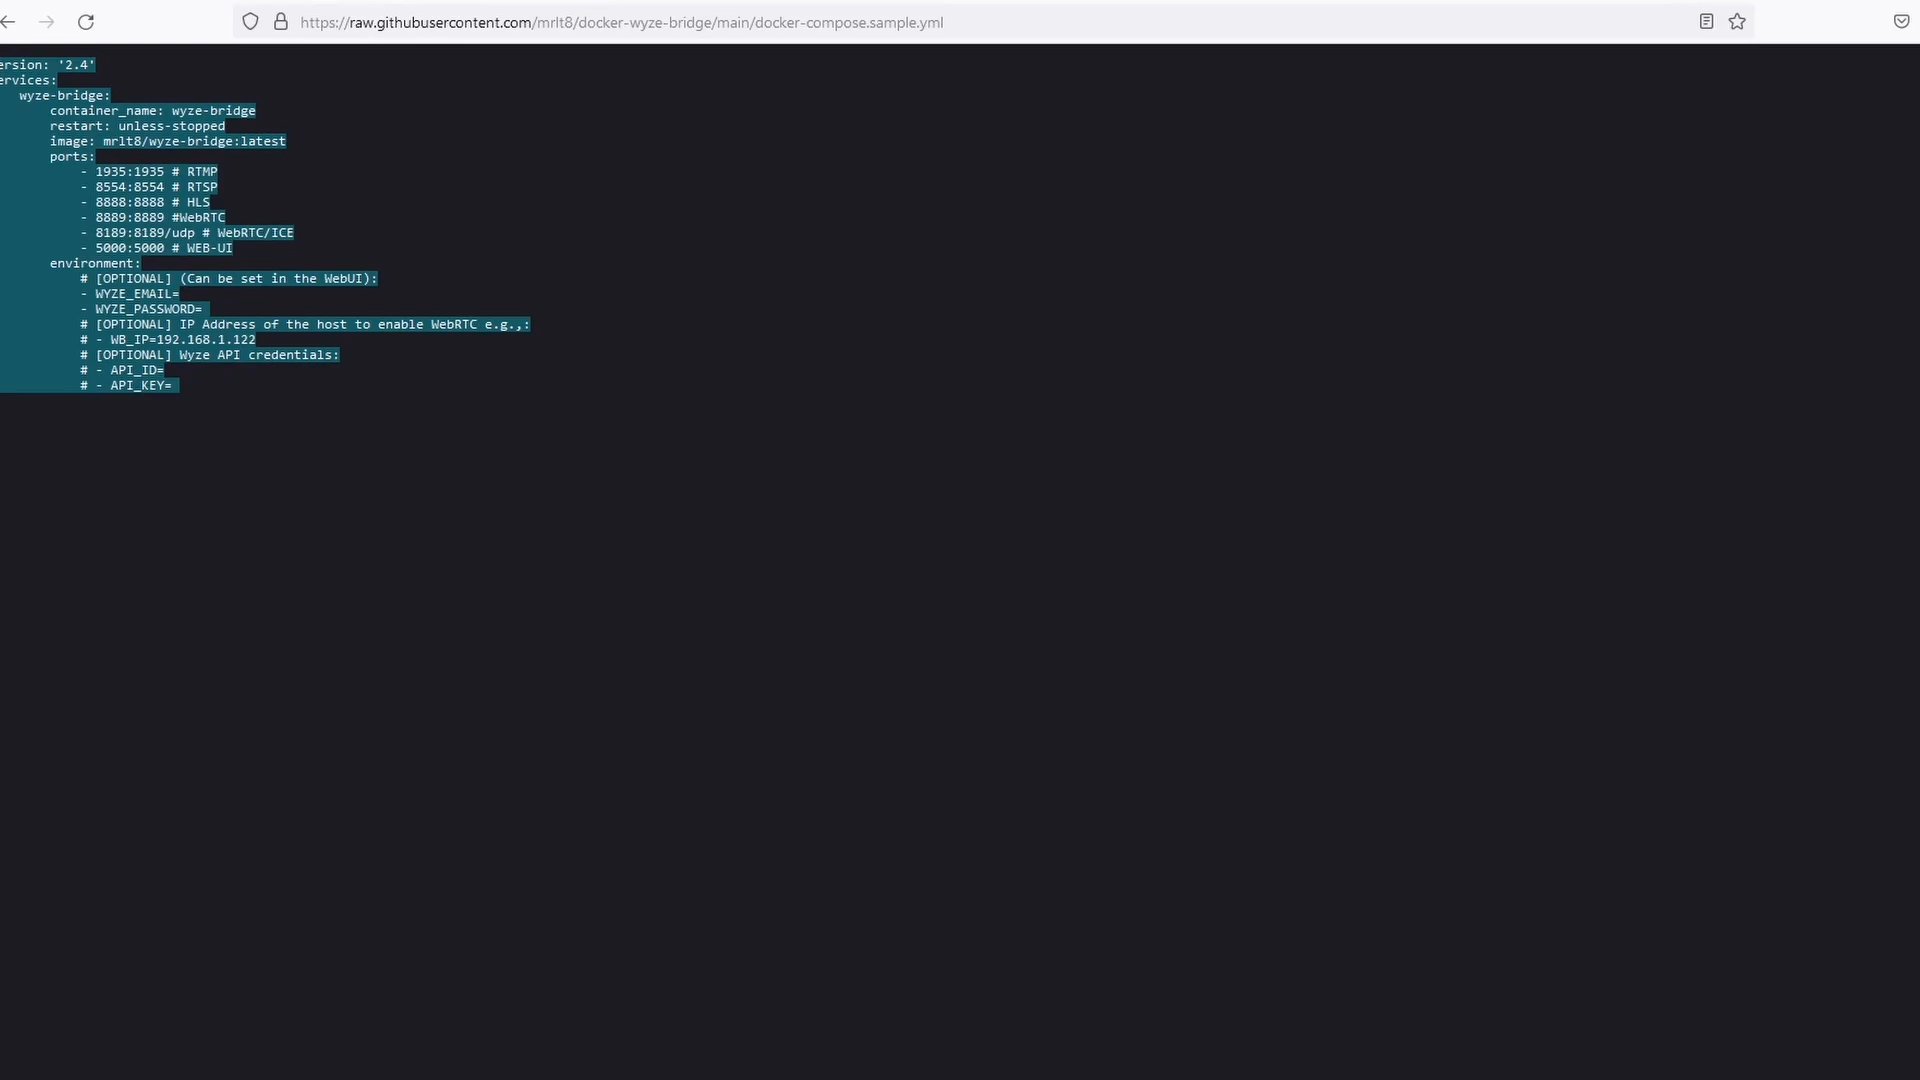 https://raw.githubusercontent.com/mrlt8/docker-wyze-bridge/main/docker-compose.sample.yml
ersion: '2.4'
ervices:
wyze-bridge:
container_name: wyze-bridge
restart: unless-stopped
image: mrlt8/wyze-bridge:latest
ports:
- 1935:1935 # RTMP
- 8554:8554 # RTSP
- 8888:8888 # HLS
- 8889:8889 #WebRTC
- 8189:8189/udp # WebRTC/ICE
- 5000:5000 # WEB-UI
environment:
# [OPTIONAL] (Can be set in the WebUI):
- WYZE_EMAIL=
- WYZE_PASSWORD=
# [OPTIONAL] IP Address of the host to enable WebRTC e.g.,:
# - WB_IP=192.168.1.122
# [OPTIONAL] Wyze API credentials:
# - API_ID=
# - API_KEY=